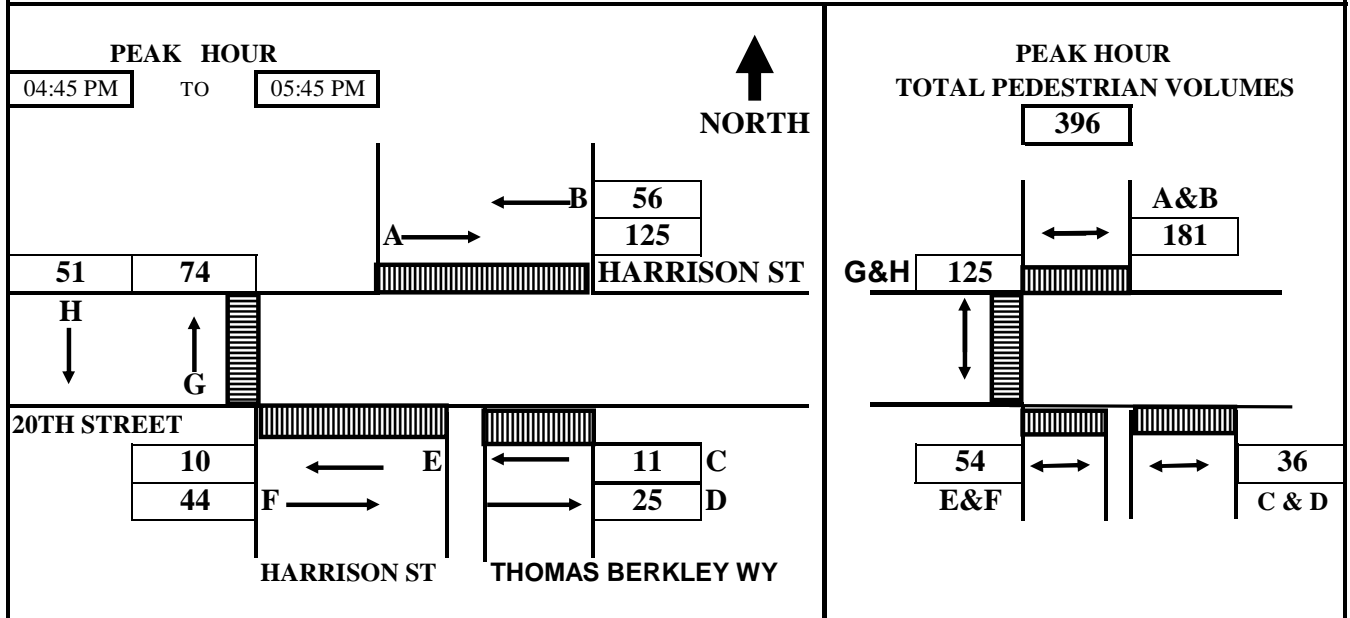 PEAK HOUR
04:45 PM TO 05:45 PM
NORTH
B 56
A 125
51 74 HARRISON ST
H
G
20TH STREET
10 E 11 C
44 F 25 D
HARRISON ST THOMAS BERKLEY WY
PEAK HOUR
TOTAL PEDESTRIAN VOLUMES
396
A&B
181
G&H 125
54 36
E&F C & D